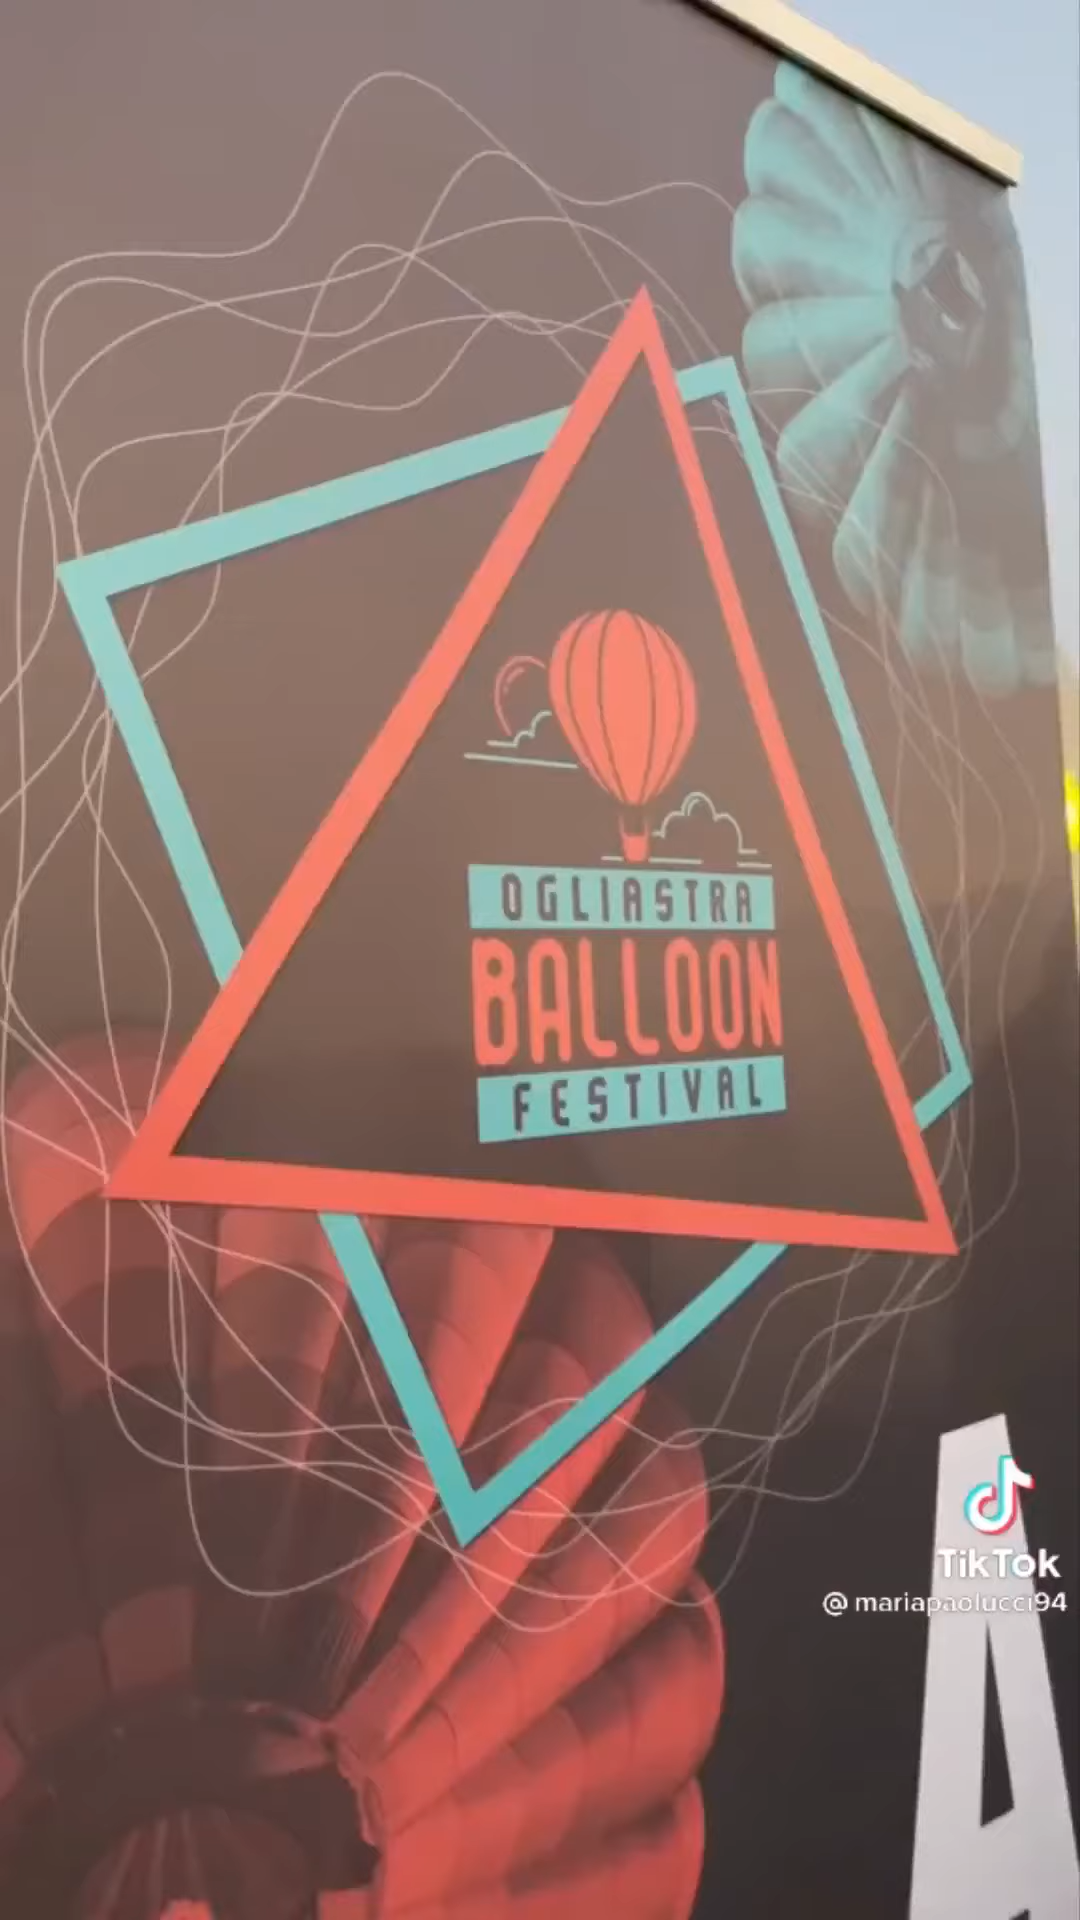 OGLIASTRA
BALLOON
FESTIVAL
A
TikTok
@mariapaolucci94